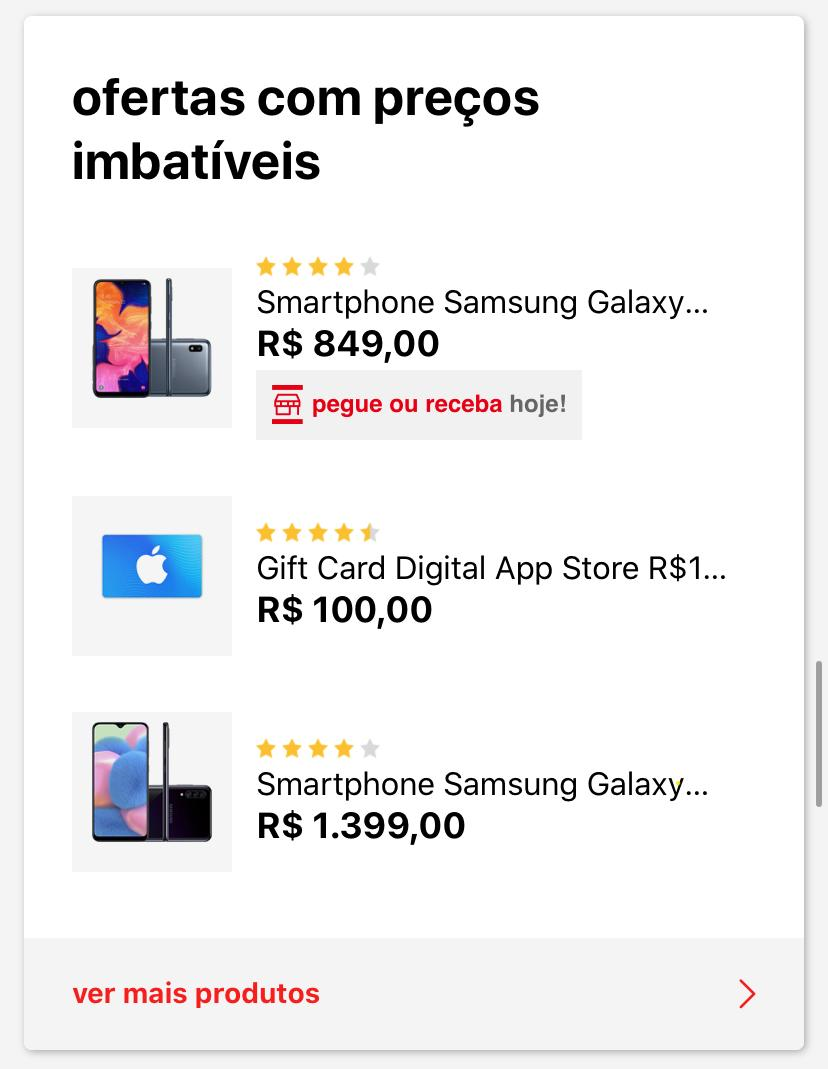 ofertas com preços
imbatíveis
Smartphone Samsung Galaxy...
R$ 849,00
pegue ou receba hoje!
Gift Card Digital App Store R$1...
R$ 100,00
Smartphone Samsung Galaxy...
R$ 1.399,00
ver mais produtos